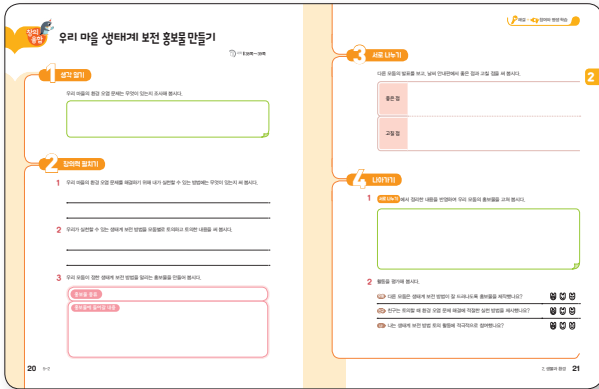 창의
융합
우리 마을 생태계 보전 홍보물 만들기
1 생각 열기
우리 마을의 환경 오염 문제는 무엇이 있는지 조사해 봅시다.
2 창의력 펼치기
1 우리 마을의 환경 오염 문제를 해결하기 위해 내가 실천할 수 있는 방법에는 무엇이 있는지 써 봅시다.
2 우리가 실천할 수 있는 생태계 보전 방법을 모둠별로 토의하고 토의한 내용을 써 봅시다.
3 우리 모둠이 정한 생태계 보전 방법을 알리는 홍보물을 만들어 봅시다.
홍보물 종류
홍보물에 들어갈 내용
20
3 서로 나누기
다른 모둠의 발표를 보고, 날씨 안내판에서 좋은 점과 고칠 점을 써 봅시다.
좋은 점
고칠 점
2
4 나아가기
1 서로 나누기 에서 정리한 내용을 반영하여 우리 모둠의 홍보물을 고쳐 봅시다.
2 활동을 평가해 봅시다.
다른 모둠은 생태계 보전 방법이 잘 드러나도록 홍보물을 제작했나요?
친구는 토의할 때 환경 오염 문제 해결에 적절한 실천 방법을 제시했나요?
나는 생태계 보전 방법 토의 활동에 적극적으로 참여했나요?
2. 생물과 환경 21